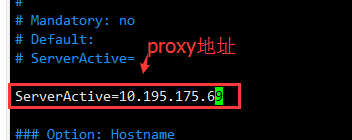 #
# Mandatory: no
# Default:
# ServerActive=
proxy地址
ServerActive=10.195.175.69
### Option: Hostname